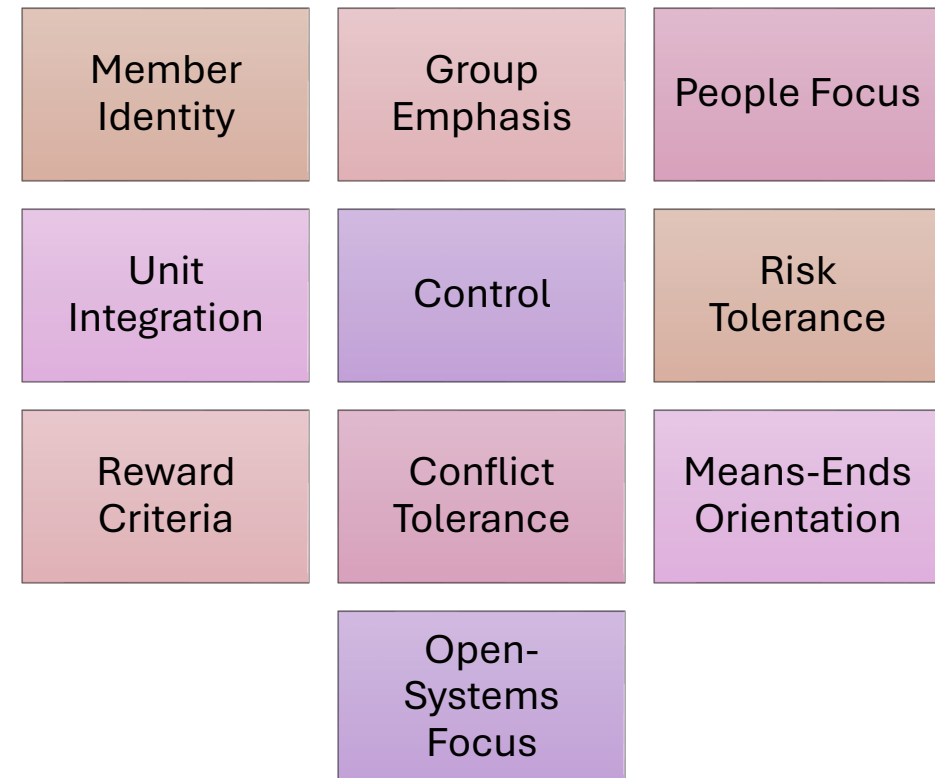 Member
Identity
Group
Emphasis
People Focus
Unit
Integration
Control
Risk
Tolerance
Reward
Criteria
Conflict
Tolerance
Means-Ends
Orientation
Open-
Systems
Focus